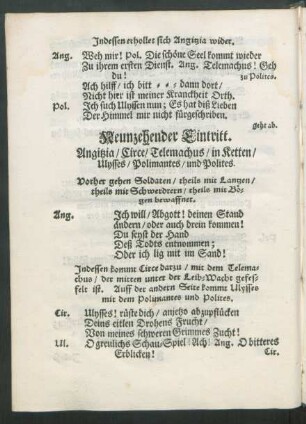 Indessen erholet sich Angizia wider.
Ang. Weh mir! Pol. Die schöne Seel kommt wieder
Zu ihrem ersten Dienst. Ang. Telemachus! Geh
du! zu Polites.
Ach hilff/ ich bitt - - - dann dort/
Nicht hier ist meiner Kranckheit Orth.
Pol. Ich such Ulyssen nun; Es hat diß Lieben
Der Himmel mir nicht fürgeschriben.
geht ab.
Neunzehender Eintritt.
Angizia/ Circe/ Telemachus/ in Ketten/
Ulysses/ Polimantes/ und Polites.
Vorher gehen Soldaten/ theils mit Lantzen/
theils mit Schwerdtern/ theils mit Bö-
gen bewaffnet.
Ang. Ich will/ Abgott! deinen Stand
ändern/ oder auch drein kommen!
Du seyst der Hand
Deß Todts entnommen;
Oder ich lig mit im Sand!
Indessen kommt Circe darzu/ mit dem Telema-
chus/ der mitten unter der Leib-Wacht gefes-
selt ist. Auff der andern Seite kommt Ulysses
mit dem Polimantes und Polites.
Cir. Ulysses! rüste dich/ anjetzo abzupflücken
Deins eitlen Drohens Frucht/
Von meines schweren Grimmes Zucht!
Ul. O greulichs Schau-Spiel! Ach! Ang. O bitteres
Erblicken! Cir.